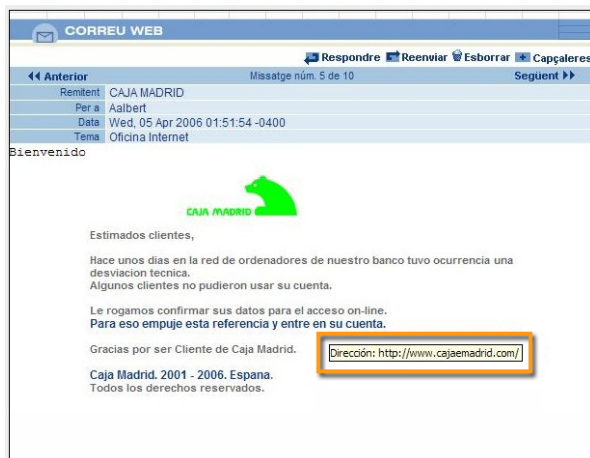 CORREU WEB
Respondre Reenviar Esborrar Capçaleres
Anterior Missatge núm. 5 de 10 Següent
Remitent CAJA MADRID
Per a Aalbert
Data Wed, 05 Apr 2006 01:51:54 -0400
Tema Oficina Internet
Bienvenido
CAJA MADRID
Estimados clientes,
Hace unos dias en la red de ordenadores de nuestro banco tuvo ocurrencia una
desviacion tecnica.
Algunos clientes no pudieron usar su cuenta.
Le rogamos confirmar sus datos para el acceso on-line.
Para eso empuje esta referencia y entre en su cuenta.
Gracias por ser Cliente de Caja Madrid.
Dirección: http://www.cajaemadrid.com/
Caja Madrid. 2001 - 2006. Espana.
Todos los derechos reservados.